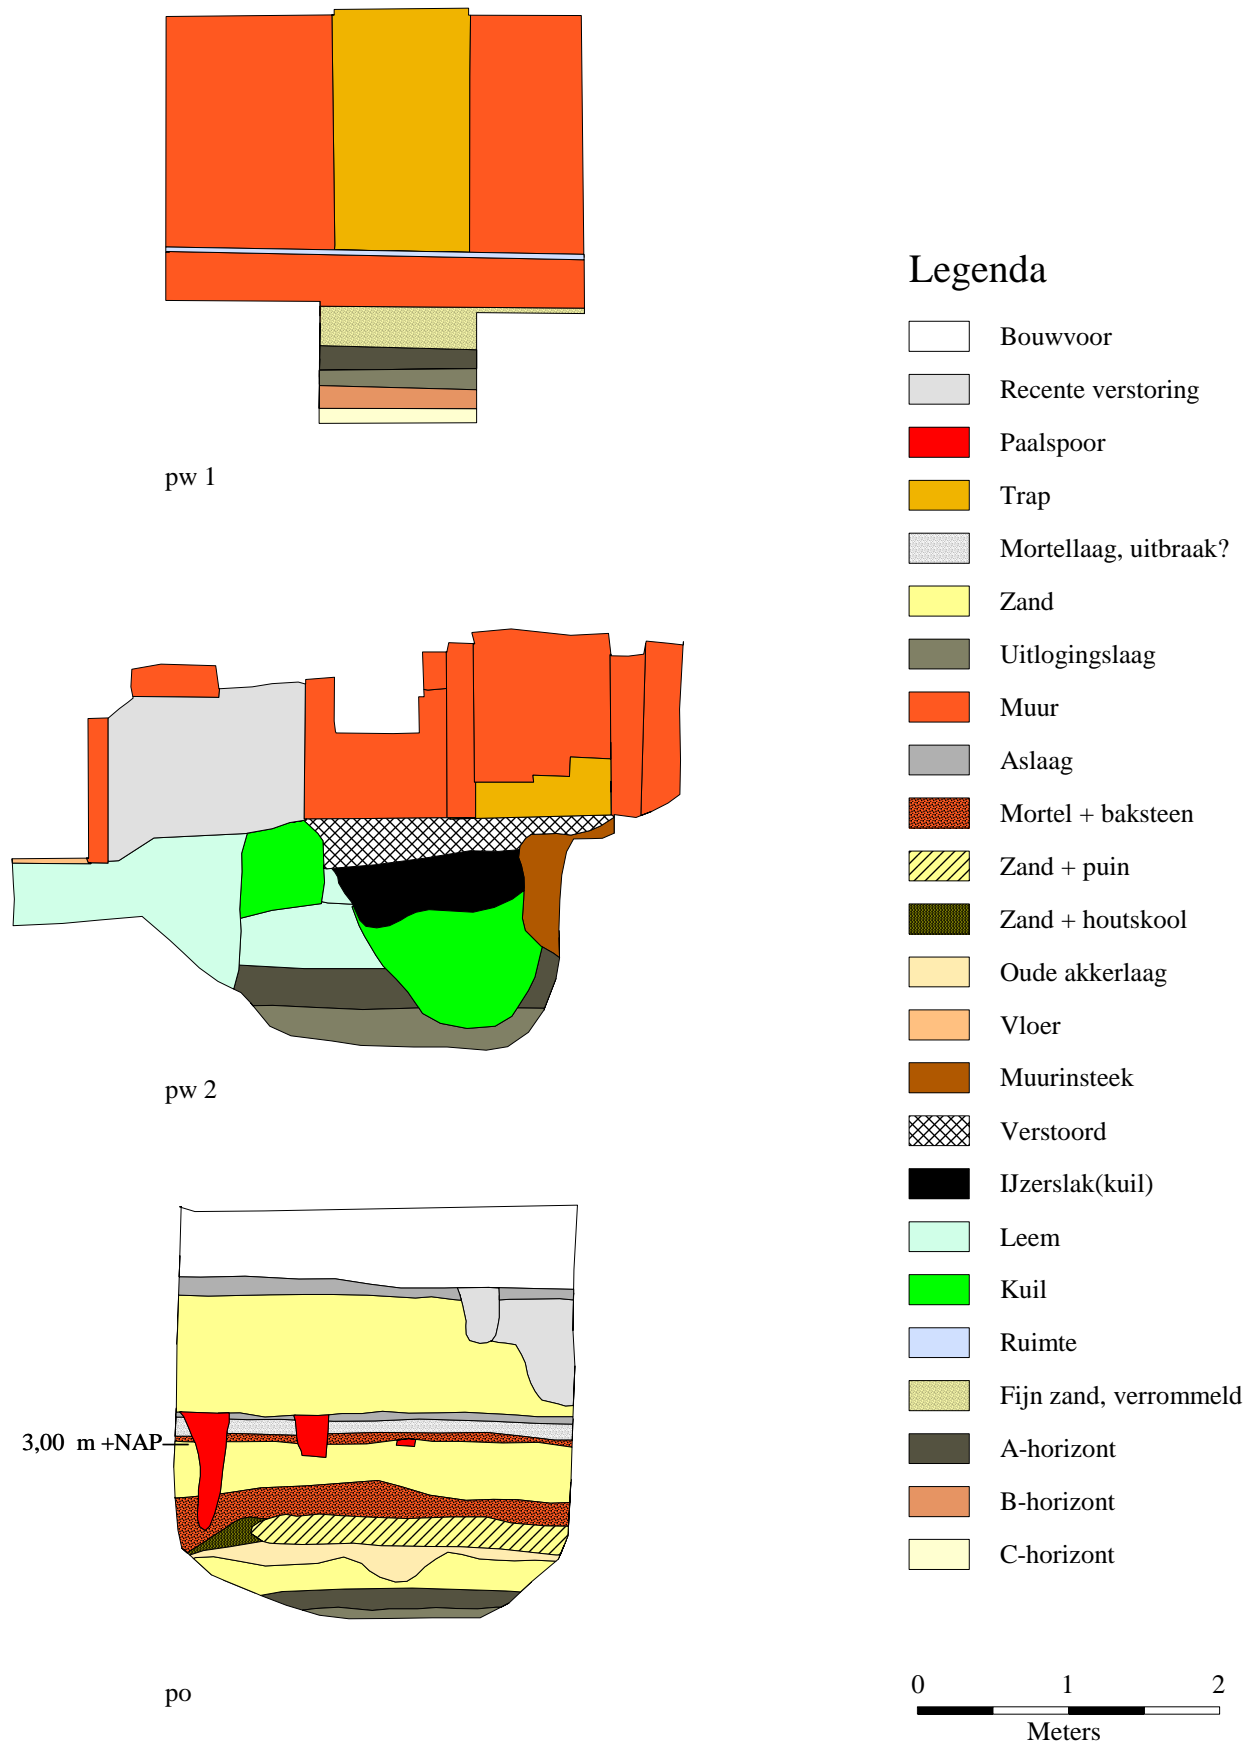 pw 1
pw 2
3,00 m +NAP
po
Legenda
Bouwvoor
Recente verstoring
Paalspoor
Trap
Mortellaag, uitbraak?
Zand
Uitlogingslaag
Muur
Aslaag
Mortel + baksteen
Zand + puin
Zand + houtskool
Oude akkerlaag
Vloer
Muurinsteek
Verstoord
IJzerslak(kuil)
Leem
Kuil
Ruimte
Fijn zand, verrommeld
A-horizont
B-horizont
C-horizont
0 1 2
Meters